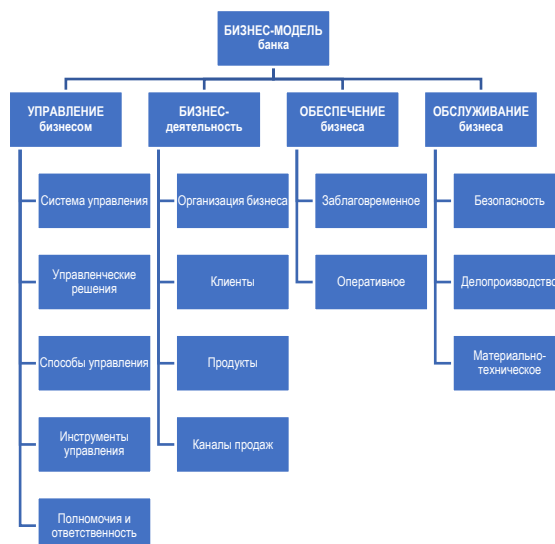 БИЗНЕС-МОДЕЛЬ
банка
УПРАВЛЕНИЕ
бизнесом
БИЗНЕС-
деятельность
ОБЕСПЕЧЕНИЕ
бизнеса
ОБСЛУЖИВАНИЕ
бизнеса
Система управления
Организация бизнеса
Заблаговременное
Безопасность
Управленческие
решения
Клиенты
Оперативное
Делопроизводство
Способы управления
Продукты
Материально-
техническое
Инструменты
управления
Каналы продаж
Полномочия и
ответственность